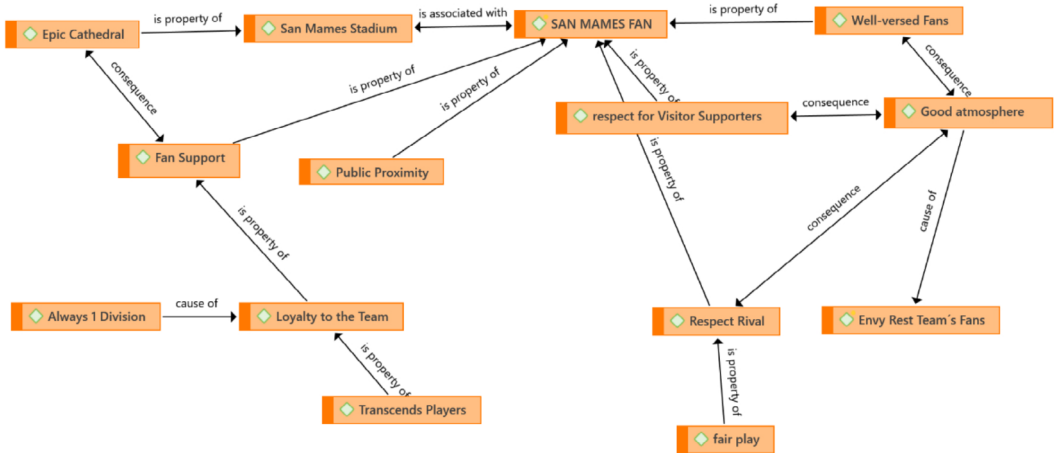 Epic Cathedral
is property of
San Mames Stadium
is associated with
SAN MAMES FAN
is property of
Well-versed Fans
consequence
is property of
is property of
is property of
consequence
respect for Visitor Supporters
consequence
Good atmosphere
Fan Support
Public Proximity
is property of
consequence
cause of
is property of
Always 1 Division
cause of
Loyalty to the Team
Respect Rival
Envy Rest Team´s Fans
is property of
is property of
Transcends Players
fair play